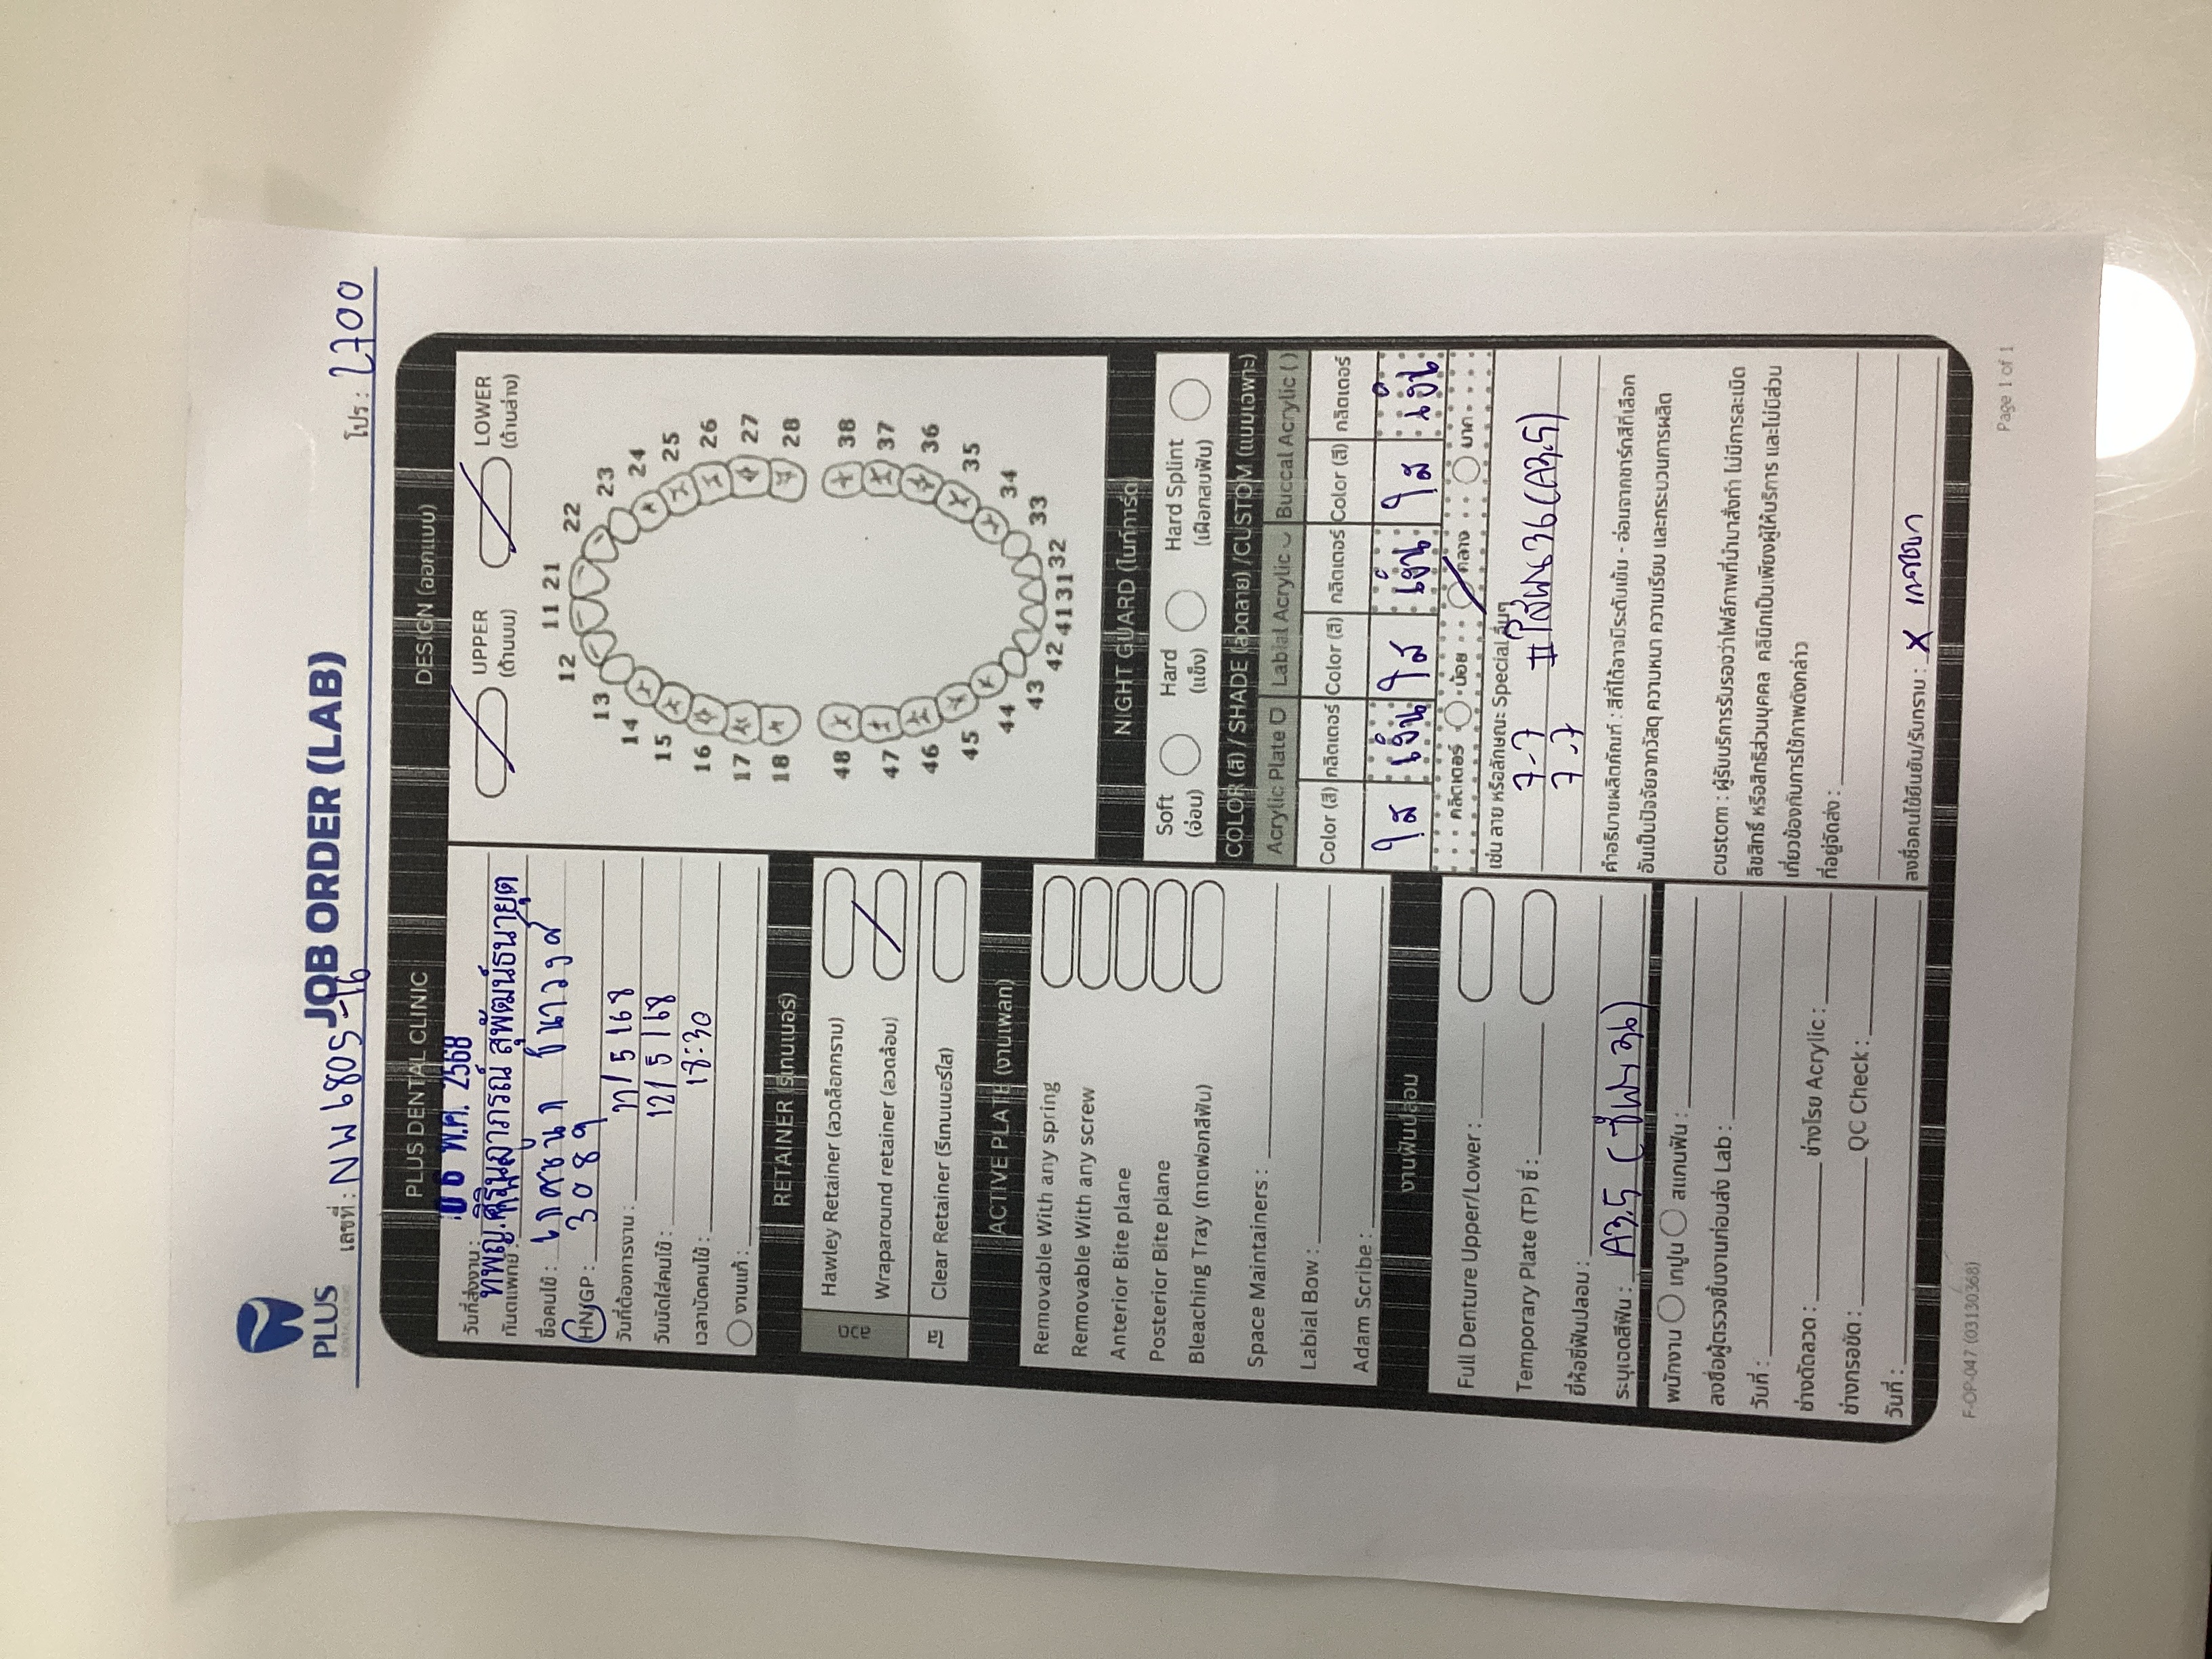 PLUS
DENTAL CLINIC
JOB ORDER (LAB)
เลขที่ : NW6805-16
โปร : 2700
PLUS DENTAL CLINIC
วันที่ส่งงาน : 06 พ.ค. 2568
ทันตแพทย์ : ทพญ.ศิรินฤาภรณ์ สุพัฒน์ธนายุต
ชื่อคนไข้ : เกศชนก
HN/GP : 3089
วันที่ต้องการงาน : 11/5/68
วันนัดใส่คนไข้ : 12/5/68
เวลานัดคนไข้ : 18:30
งานแก้ :
RETAINER (รีเทนเนอร์)
ลวด
Hawley Retainer (ลวดล็อกกราม)
Wraparound retainer (ลวดล้อม)
ใส
Clear Retainer (รีเทนเนอร์ใส)
ACTIVE PLATE (งานเพลท)
Removable With any spring
Removable With any screw
Anterior Bite plane
Posterior Bite plane
Bleaching Tray (ถาดฟอกสีฟัน)
Space Maintainers :
Labial Bow :
Adam Scribe :
งานฟันปลอม
Full Denture Upper/Lower :
Temporary Plate (TP) ซี่ :
ยี่ห้อซี่ฟันปลอม :
ระบุเฉดสีฟัน : A3.5 (ซี่ฟัน 36)
พนักงาน เทปูน สแกนฟัน :
ลงชื่อผู้ตรวจชิ้นงานก่อนส่ง Lab :
วันที่ :
ช่างดัดลวด : ช่างโรย Acrylic :
ช่างกรอขัด : QC Check :
วันที่ :
DESIGN (ออกแบบ)
UPPER LOWER
(ด้านบน) (ด้านล่าง)
11 21
12 22
13 23
14 24
15 25
16 26
17 27
18 28
48 38
47 37
46 36
45 35
44 34
43 33
42 41 31 32
NIGHT GUARD (ไนท์การ์ด)
Soft Hard Hard Splint
(อ่อน) (แข็ง) (เฝือกสบฟัน)
COLOR (สี) / SHADE (ลวดลาย) /CUSTOM (แบบเฉพาะ)
Acrylic Plate Labial Acrylic Buccal Acrylic ( )
Color (สี) กลิตเตอร์ Color (สี) กลิตเตอร์ Color (สี) กลิตเตอร์
ใส เงิน ใส เงิน ใส เงิน
กลิตเตอร์ น้อย กลาง มาก
เช่น ลาย หรือลักษณะ Special อื่นๆ
7-7 #ใส่ฟัน 36 (A3.5)
7-7
คำอธิบายผลิตภัณฑ์ : สีที่ได้อาจมีระดับเข้ม - อ่อนจากชาร์ทสีที่เลือก
อันเป็นปัจจัยจากวัสดุ ความหนา ความเรียบ และกระบวนการผลิต
custom : ผู้รับบริการรับรองว่าไฟล์ภาพที่นำมาสั่งทำ ไม่มีการละเมิด
ลิขสิทธิ์ หรือสิทธิส่วนบุคคล คลินิกเป็นเพียงผู้ให้บริการ และไม่มีส่วน
เกี่ยวข้องกับการใช้ภาพดังกล่าว
ที่อยู่จัดส่ง :
ลงชื่อคนไข้ยืนยัน/รับทราบ : X เกศชนก
F-OP-047 (03130368)
Page 1 of 1